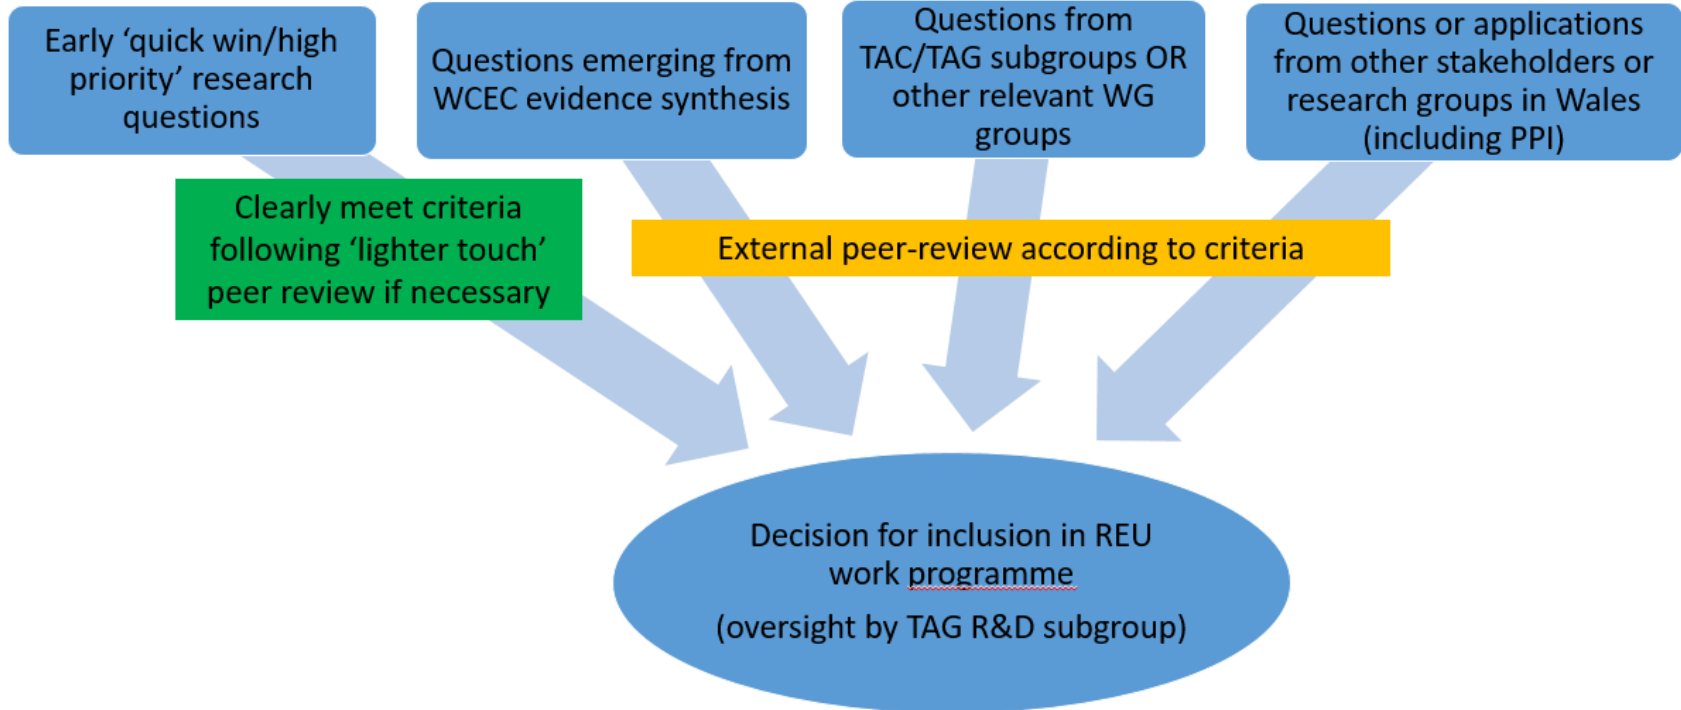 Early ‘quick win/high
priority’ research
questions
Questions emerging from
WCEC evidence synthesis
Questions from
TAC/TAG subgroups OR
other relevant WG
groups
Questions or applications
from other stakeholders or
research groups in Wales
(including PPI)
Clearly meet criteria
following ‘lighter touch’
peer review if necessary
External peer-review according to criteria
Decision for inclusion in REU
work programme
(oversight by TAG R&D subgroup)